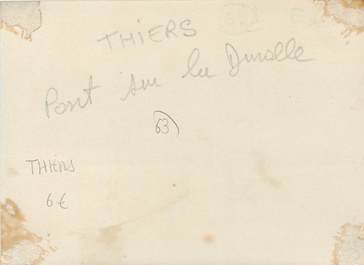 THIERS
Pont sur la Durolle
63
THIERS
6 €